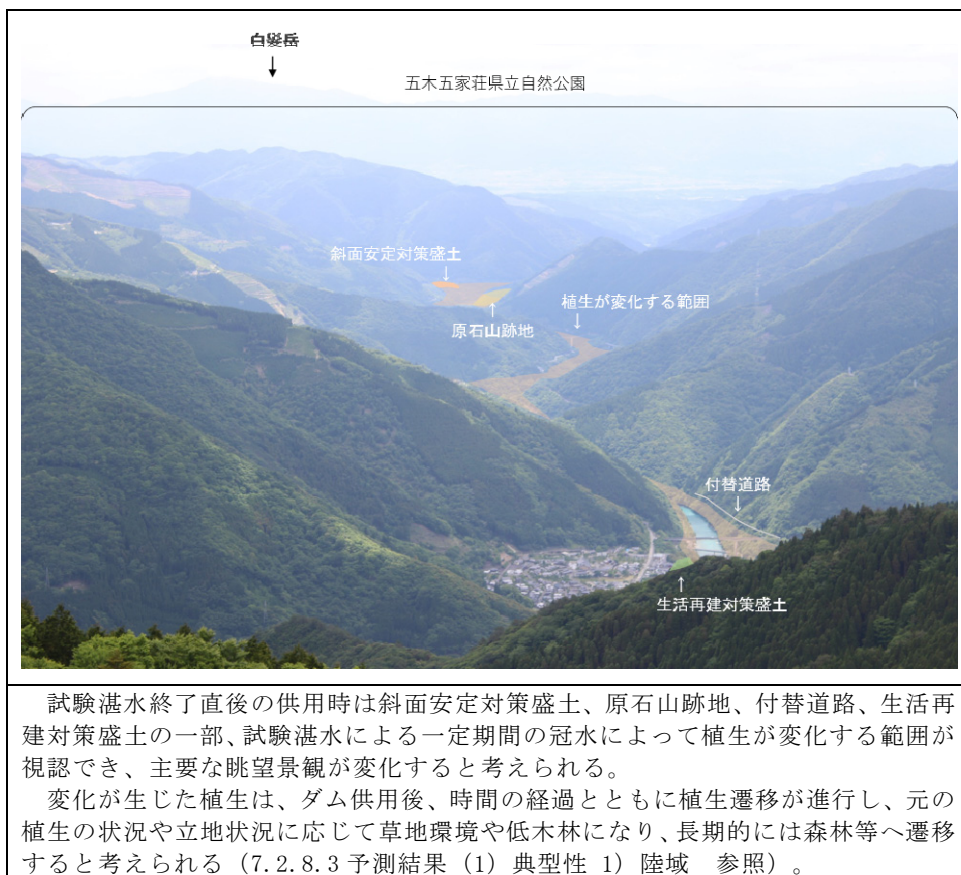 白髪岳
↓
五木五家荘県立自然公園
斜面安定対策盛土
↓
植生が変化する範囲
↓
↑
原石山跡地
付替道路
↓
↑
生活再建対策盛土
試験湛水終了直後の供用時は斜面安定対策盛土、原石山跡地、付替道路、生活再
建対策盛土の一部、試験湛水による一定期間の冠水によって植生が変化する範囲が
視認でき、主要な眺望景観が変化すると考えられる。
変化が生じた植生は、ダム供用後、時間の経過とともに植生遷移が進行し、元の
植生の状況や立地状況に応じて草地環境や低木林になり、長期的には森林等へ遷移
すると考えられる（7.2.8.3 予測結果（1）典型性 1）陸域　参照）。